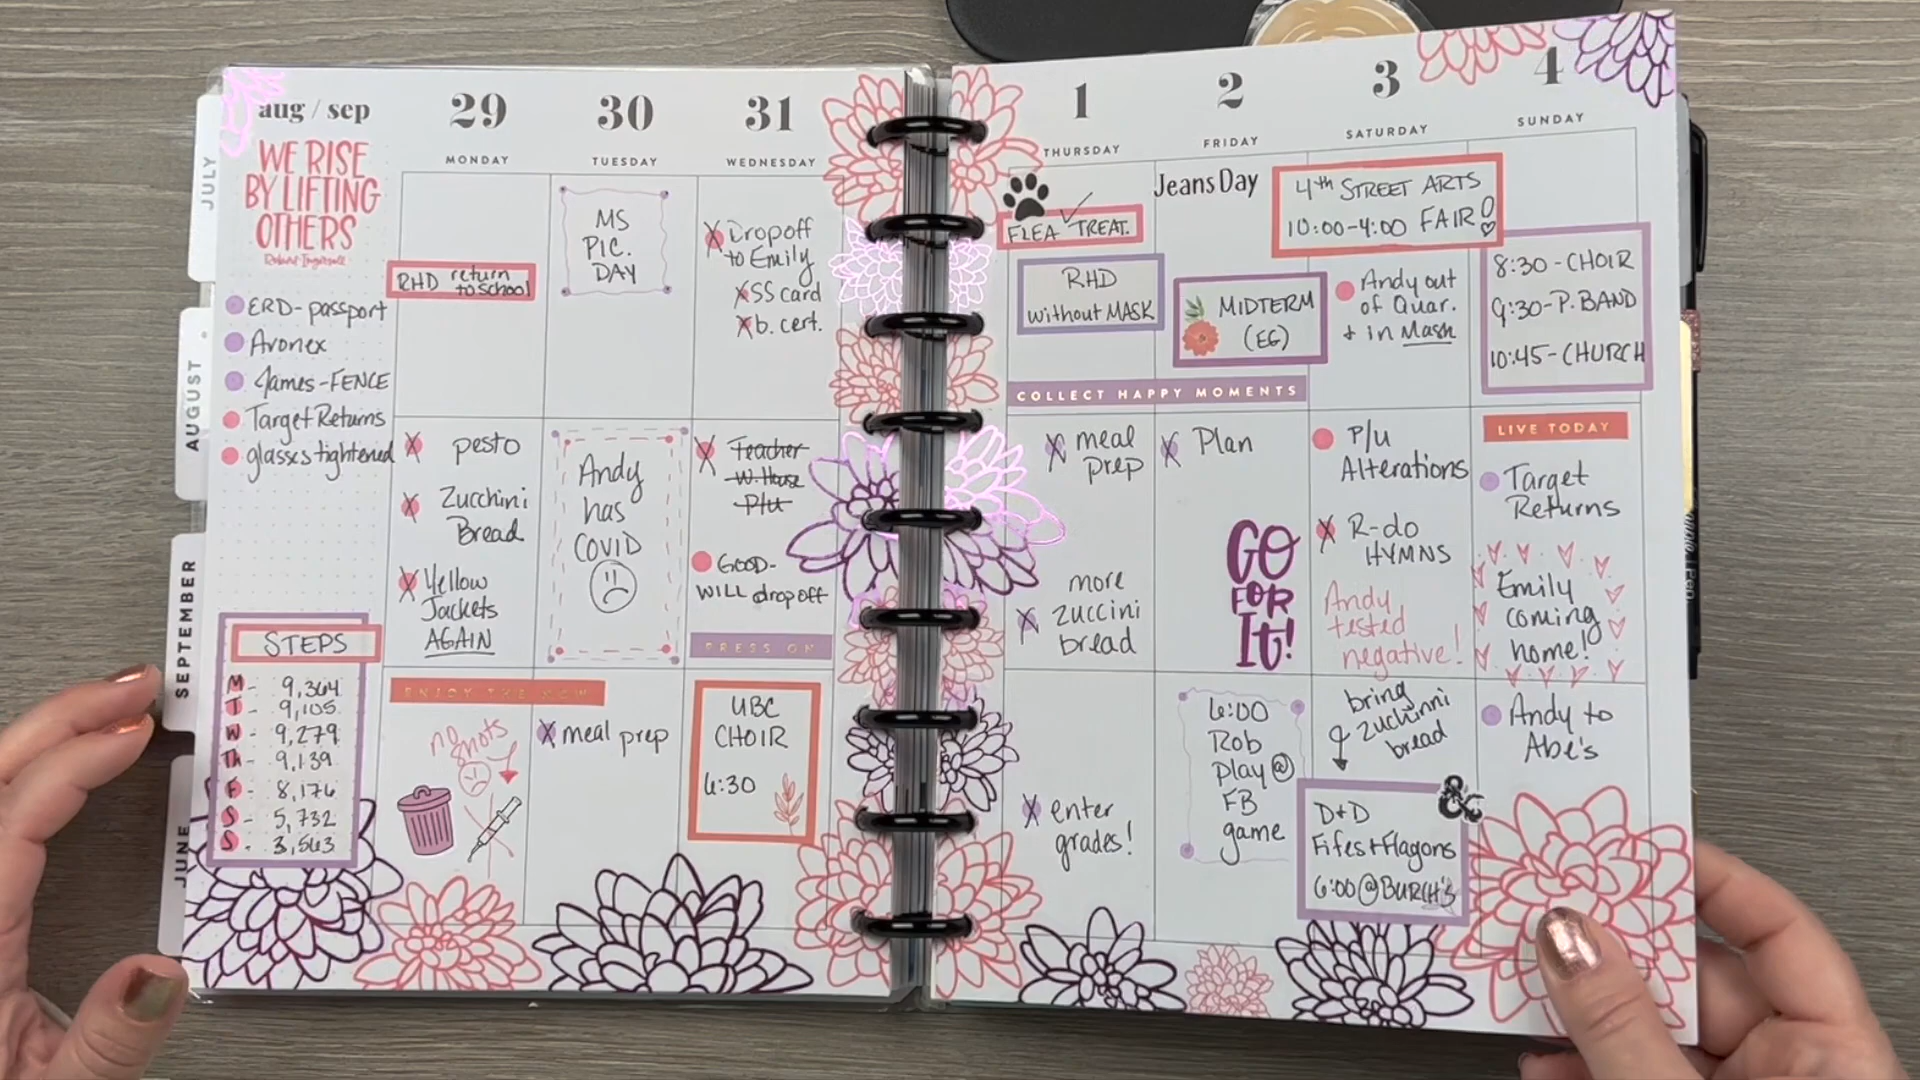 aug / sep
WE RISE
BY LIFTING
OTHERS
Robert Ingersoll
ERD - passport
Avonex
James - FENCE
Target Returns
glasses tightened
STEPS
M - 9,364
T - 9,105
W - 9,279
Th - 9,139
F - 8,176
S - 5,732
S - 3,563
JULY
AUGUST
SEPTEMBER
JUNE
29
MONDAY
RHD return
to school
pesto
Zucchini
Bread
Yellow
Jackets
AGAIN
ENJOY THE NOW
no shots
30
TUESDAY
MS
PIC.
DAY
Andy
has
COVID
meal prep
31
WEDNESDAY
Dropoff
to Emily
SS card
b. cert.
Teacher
W. House
P/U
GOOD-
WILL dropoff
PRESS ON
UBC
CHOIR
6:30
1
THURSDAY
FLEA TREAT.
RHD
without MASK
COLLECT HAPPY MOMENTS
meal
prep
more
zuccini
bread
enter
grades!
2
FRIDAY
Jeans Day
MIDTERM
(EG)
Plan
GO
FOR
IT!
6:00
Rob
play @
FB
game
3
SATURDAY
4th STREET ARTS
10:00-4:00 FAIR!
Andy out
of Quar.
+ in Mask
P/u
Alterations
R-do
HYMNS
Andy
tested
negative!
bring
zuchinni
bread
D+D
Fifes + Flagons
6:00 @ BURCH'S
&
4
SUNDAY
8:30 - CHOIR
9:30 - P. BAND
10:45 - CHURCH
LIVE TODAY
Target
Returns
Emily
coming
home!
Andy to
Abe's